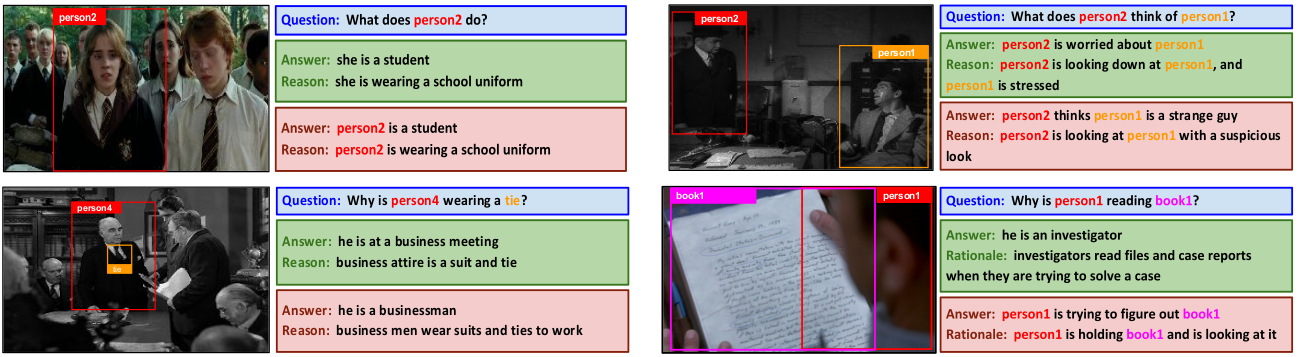 person2
Question: What does person2 do?
Answer: she is a student
Reason: she is wearing a school uniform
Answer: person2 is a student
Reason: person2 is wearing a school uniform
person2
person1
Question: What does person2 think of person1?
Answer: person2 is worried about person1
Reason: person2 is looking down at person1, and
person1 is stressed
Answer: person2 thinks person1 is a strange guy
Reason: person2 is looking at person1 with a suspicious
look
person4
tie
Question: Why is person4 wearing a tie?
Answer: he is at a business meeting
Reason: business attire is a suit and tie
Answer: he is a businessman
Reason: business men wear suits and ties to work
book1
person1
Question: Why is person1 reading book1?
Answer: he is an investigator
Rationale: investigators read files and case reports
when they are trying to solve a case
Answer: person1 is trying to figure out book1
Rationale: person1 is holding book1 and is looking at it